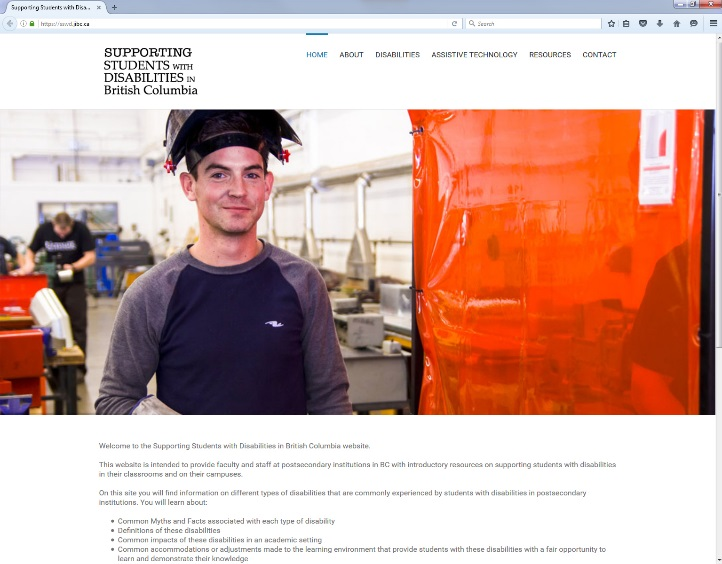 Supporting Students with Disa...
https://sswd.jibc.ca
Search
SUPPORTING
STUDENTS WITH
DISABILITIES IN
British Columbia
HOME ABOUT DISABILITIES ASSISTIVE TECHNOLOGY RESOURCES CONTACT
Welcome to the Supporting Students with Disabilities in British Columbia website.
This website is intended to provide faculty and staff at postsecondary institutions in BC with introductory resources on supporting students with disabilities
in their classrooms and on their campuses.
On this site you will find information on different types of disabilities that are commonly experienced by students with disabilities in postsecondary
institutions. You will learn about:
Common Myths and Facts associated with each type of disability
Definitions of these disabilities
Common impacts of these disabilities in an academic setting
Common accommodations or adjustments made to the learning environment that provide students with these disabilities with a fair opportunity to
learn and demonstrate their knowledge